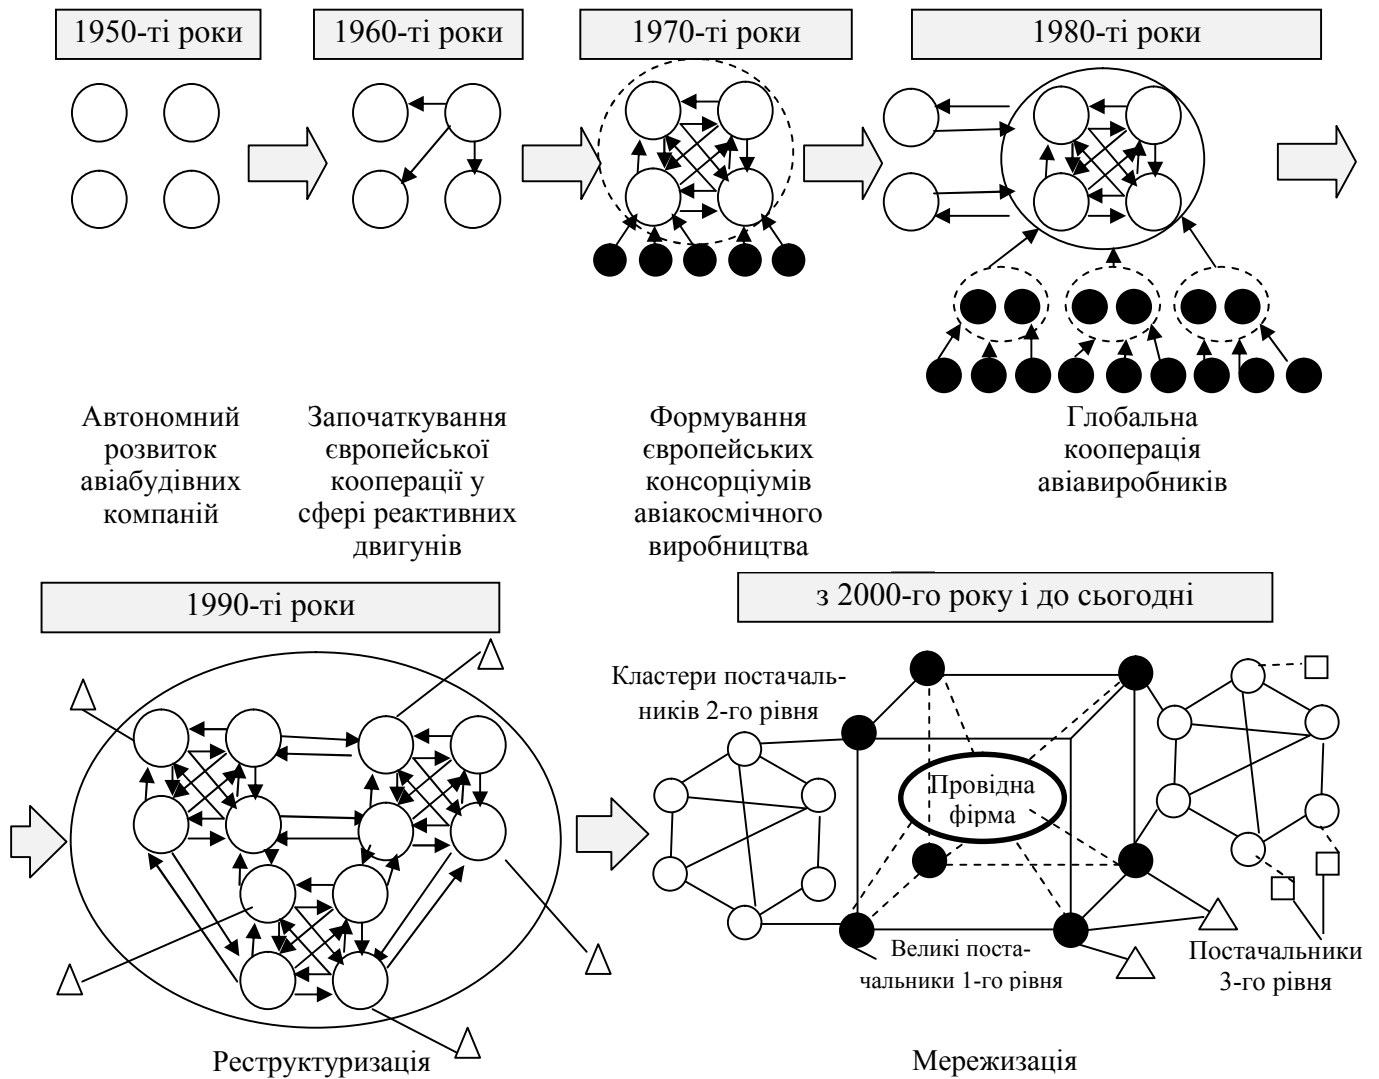 1950-ті роки
1960-ті роки
1970-ті роки
1980-ті роки
Автономний
розвиток
авіабудівних
компаній
Започаткування
європейської
кооперації у
сфері реактивних
двигунів
Формування
європейських
консорціумів
авіакосмічного
виробництва
Глобальна
кооперація
авіавиробників
1990-ті роки
з 2000-го року і до сьогодні
Кластери постачаль-
ників 2-го рівня
Провідна
фірма
Великі поста-
чальники 1-го рівня
Постачальники
3-го рівня
Реструктуризація
Мережизація